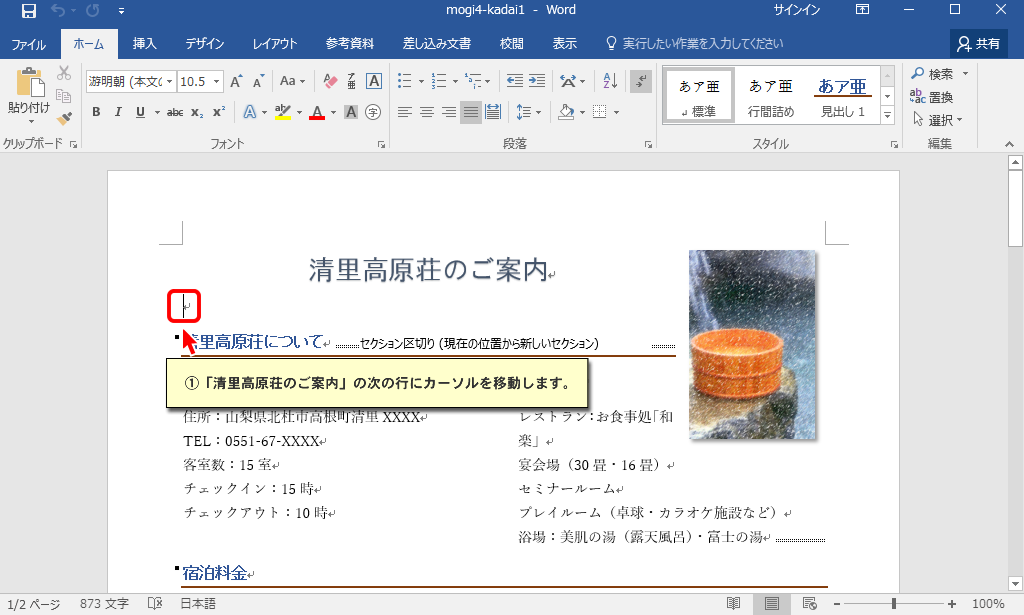 mogi4-kadai1 - Word
サインイン
ファイル ホーム 挿入 デザイン レイアウト 参考資料 差し込み文書 校閲 表示 実行したい作業を入力してください 共有
游明朝 (本文( 10.5 A A Aa A
あア亜 あア亜 あア亜
検索
貼り付け
置換
B I U abc x₂ x² A A A 字
標準 行間詰め 見出し 1
選択
クリップボード フォント 段落 スタイル 編集
清里高原荘のご案内
清里高原荘について セクション区切り (現在の位置から新しいセクション)
①「清里高原荘のご案内」の次の行にカーソルを移動します。
住所：山梨県北杜市高根町清里 XXXX
TEL：0551-67-XXXX
客室数：15 室
チェックイン：15 時
チェックアウト：10 時
レストラン：お食事処「和
楽」
宴会場（30 畳・16 畳）
セミナールーム
プレイルーム（卓球・カラオケ施設など）
浴場：美肌の湯（露天風呂）・富士の湯
宿泊料金
1/2 ページ 873 文字 日本語 100%